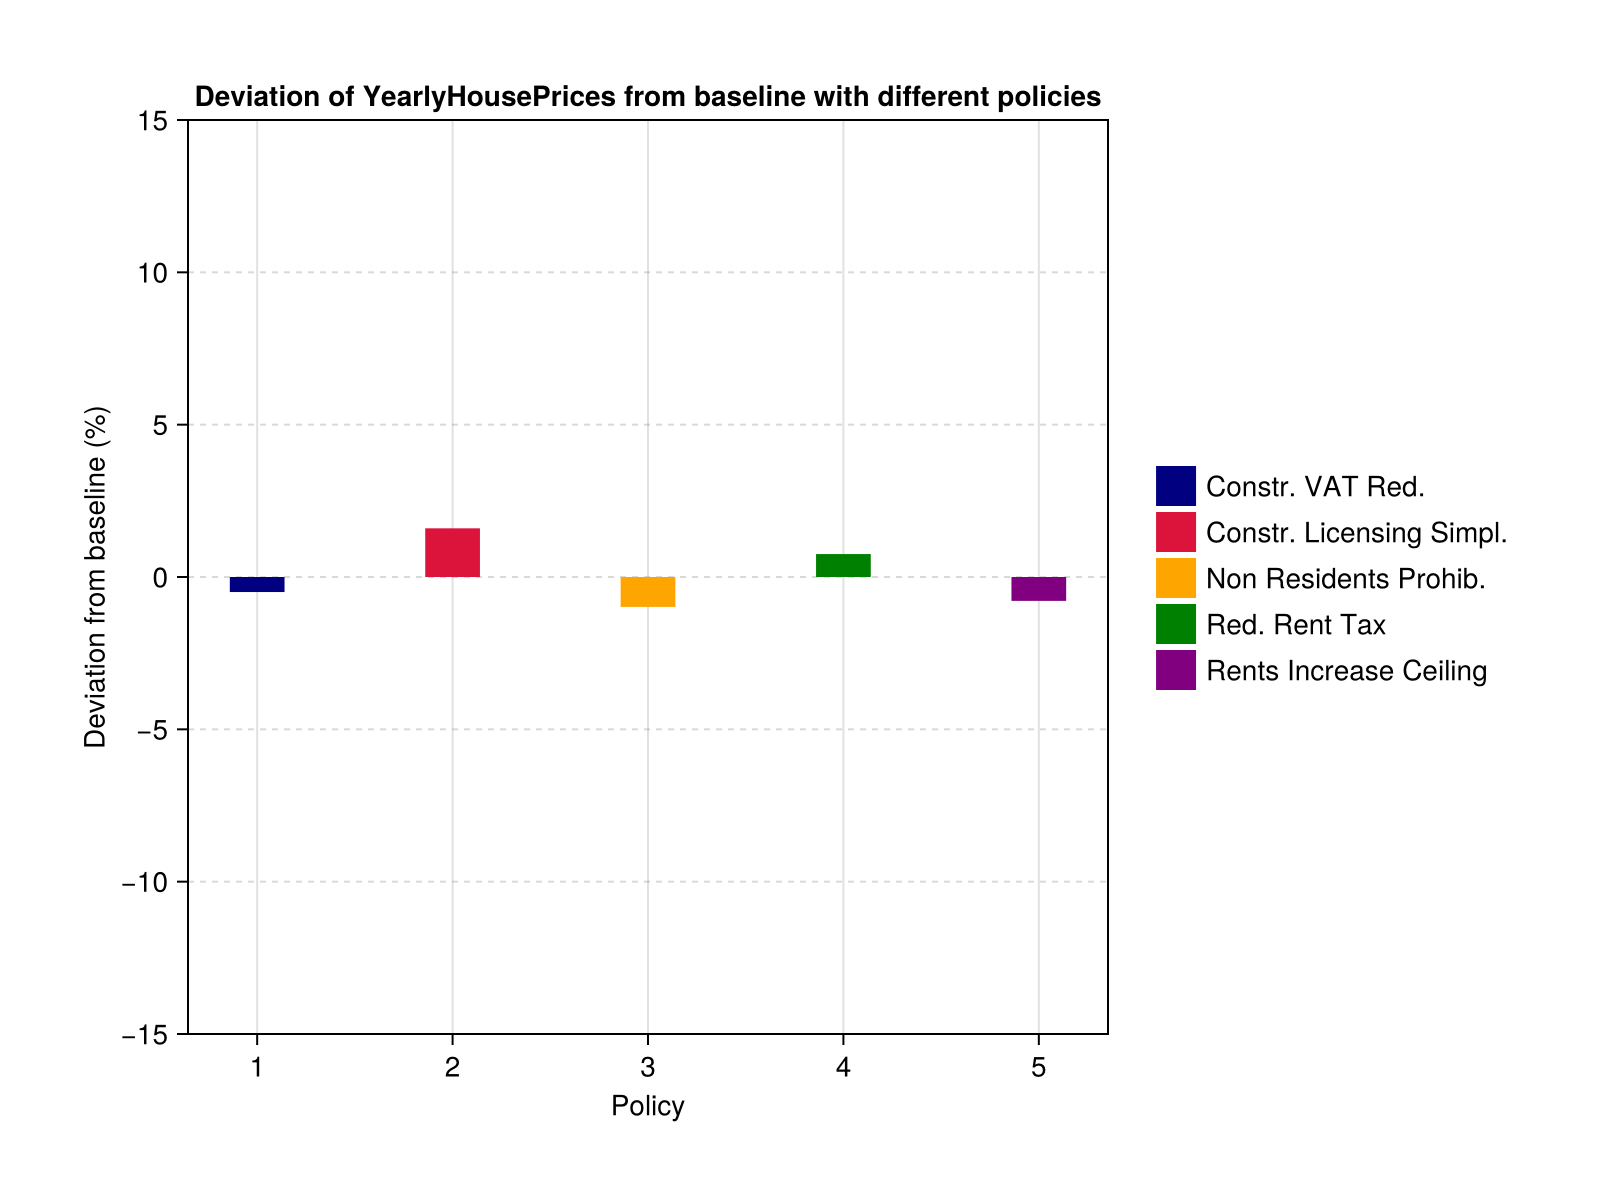 Deviation of YearlyHousePrices from baseline with different policies
15
10
5
0
−5
−10
−15
Deviation from baseline (%)
1 2 3 4 5
Policy
Constr. VAT Red.
Constr. Licensing Simpl.
Non Residents Prohib.
Red. Rent Tax
Rents Increase Ceiling